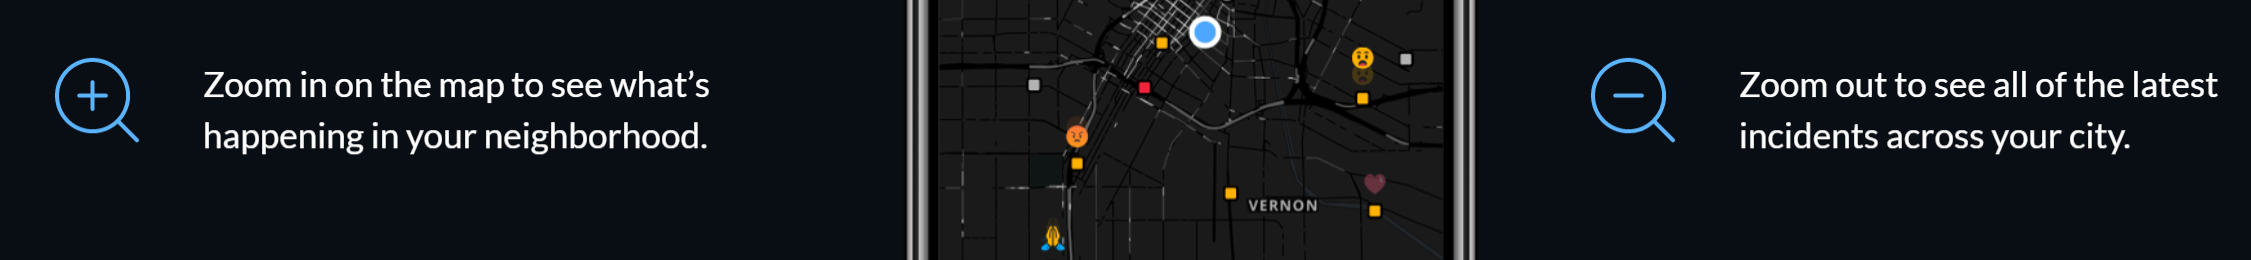 Zoom in on the map to see what’s
happening in your neighborhood.
VERNON
Zoom out to see all of the latest
incidents across your city.